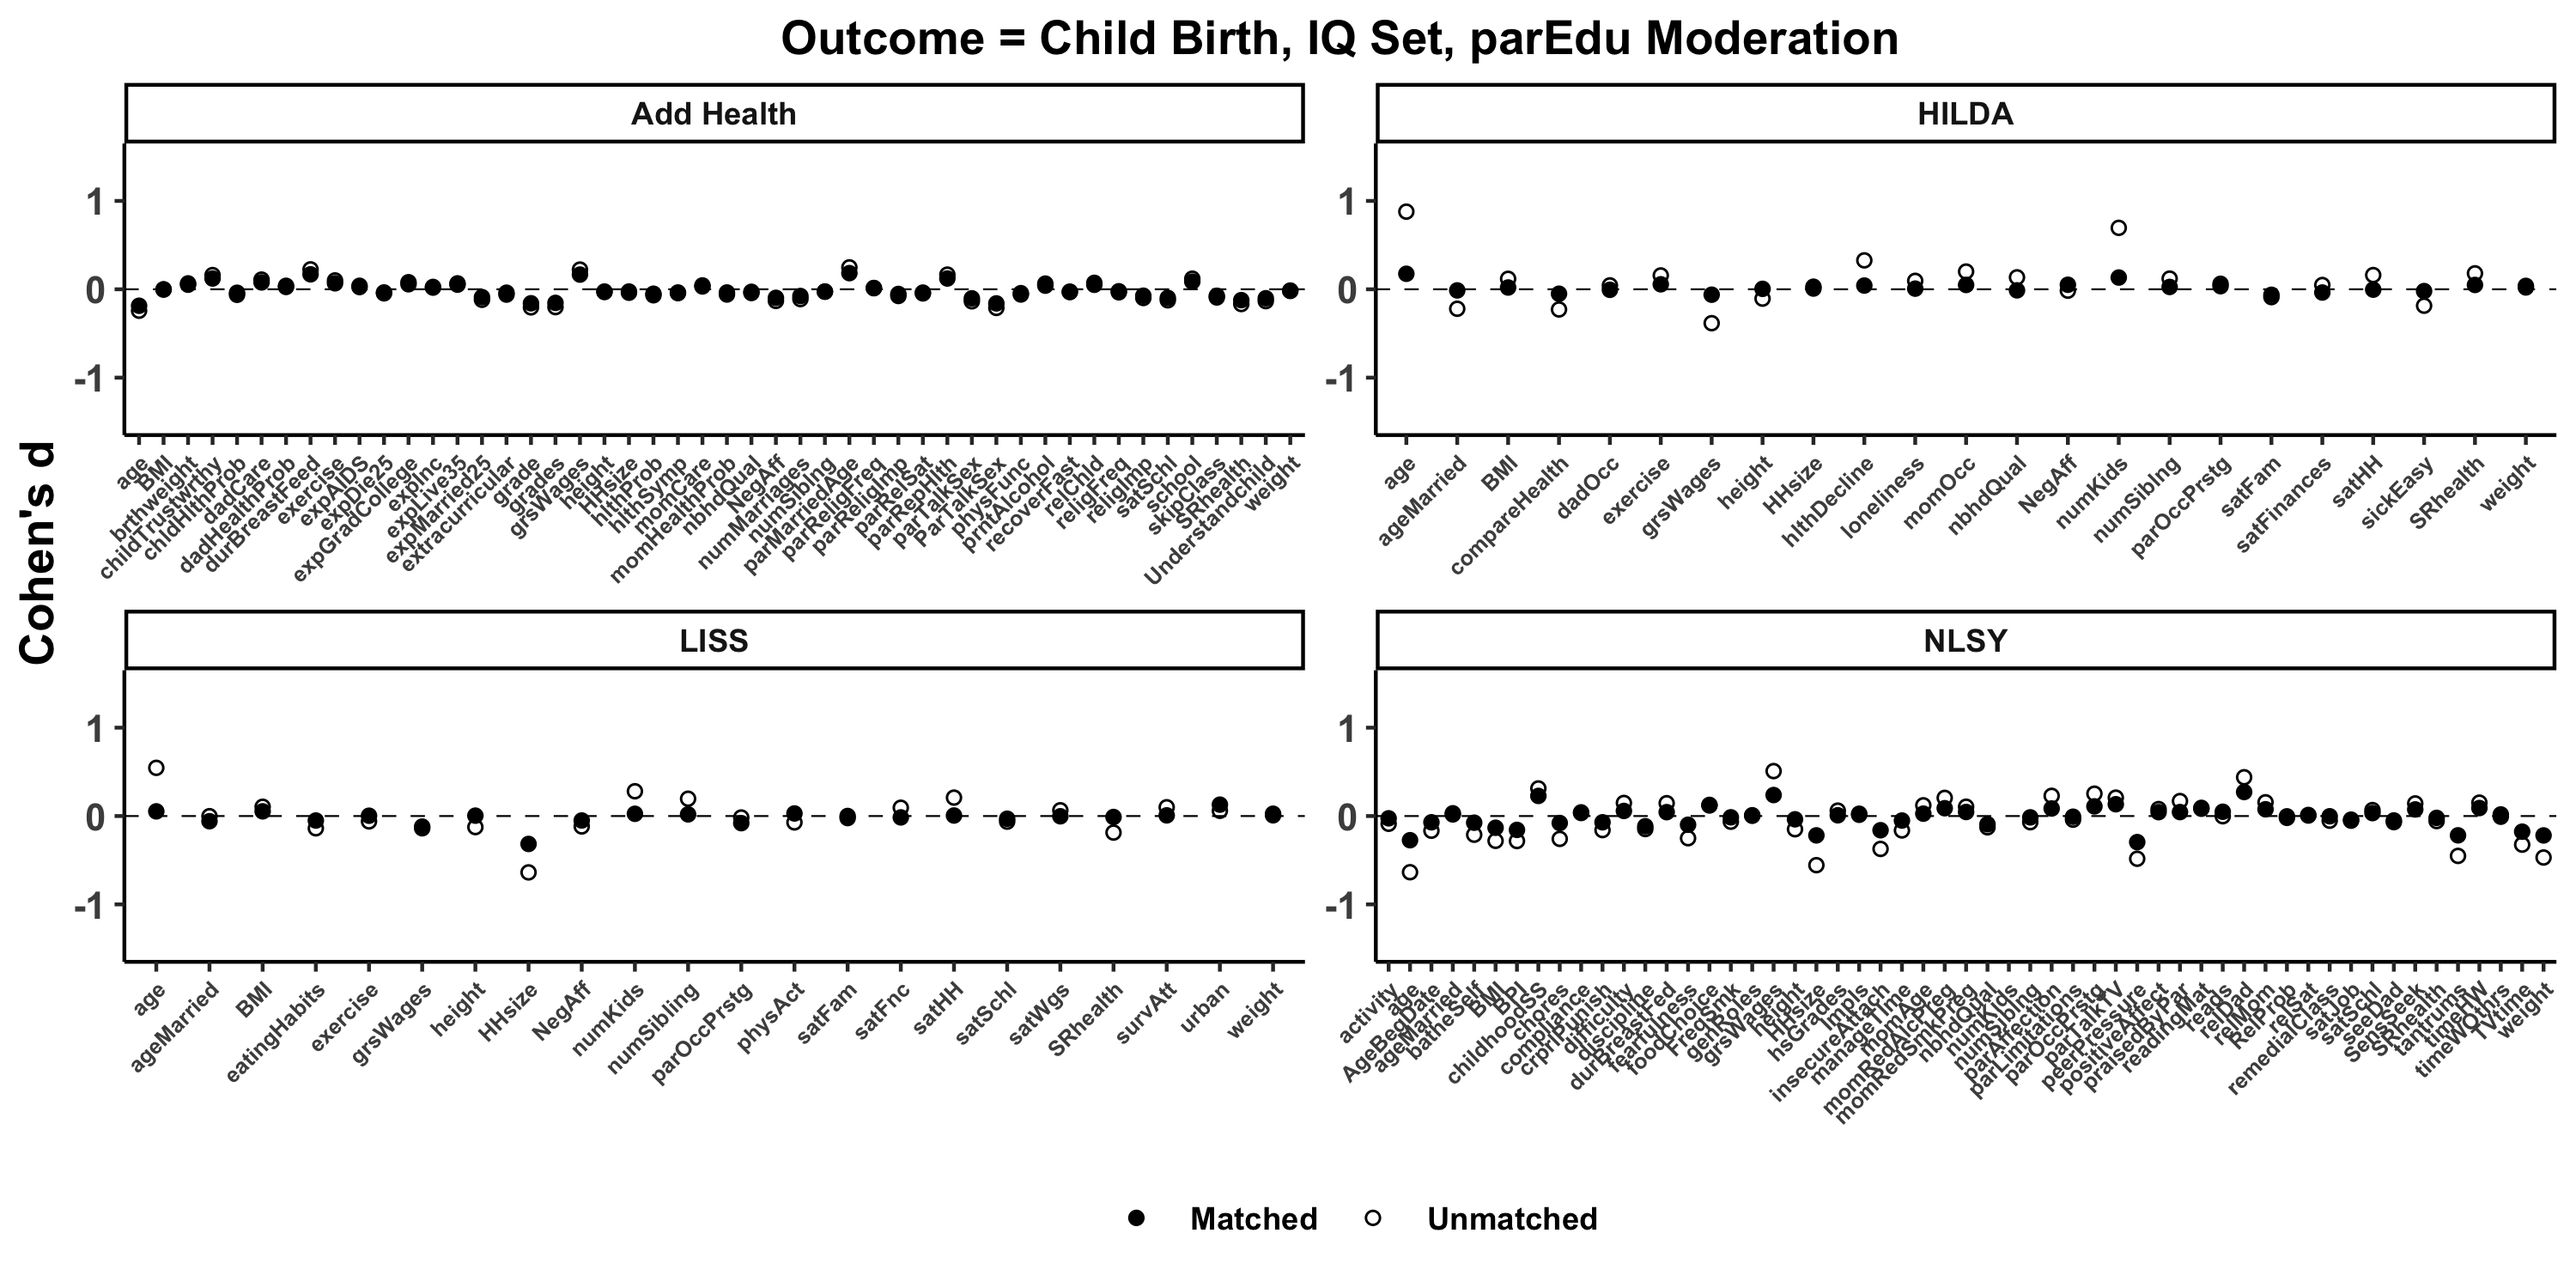 Outcome = Child Birth, IQ Set, parEdu Moderation
Cohen's d
Add Health
1
0
-1
age
BMI
brthweight
childTrustwrthy
chldHlthProb
dadCare
dadHealthProb
durBreastFeed
exercise
expAIDS
expDie25
expGradCollege
expInc
expLive35
expMarried25
extracurricular
grade
grades
grsWages
height
HHsize
hlthProb
hlthSymp
momCare
momHealthProb
nbhdQual
NegAff
numMarriages
numSiblng
parMarriedAge
parReligFreq
parReligImp
parRelSat
parRepHlth
parTalkSex
ParTalkSex
physFunc
prntAlcohol
recoverFast
relChld
religFreq
religImp
satSchl
school
skipClass
SRhealth
Understandchild
weight
HILDA
1
0
-1
age
ageMarried
BMI
compareHealth
dadOcc
exercise
grsWages
height
HHsize
hlthDecline
loneliness
momOcc
nbhdQual
NegAff
numKids
numSiblng
parOccPrstg
satFam
satFinances
satHH
sickEasy
SRhealth
weight
LISS
1
0
-1
age
ageMarried
BMI
eatingHabits
exercise
grsWages
height
HHsize
NegAff
numKids
numSibling
parOccPrstg
physAct
satFam
satFnc
satHH
satSchl
satWgs
SRhealth
survAtt
urban
weight
NLSY
1
0
-1
activity
age
AgeBegDate
ageMarried
batheSelf
BMI
BPI
childhoodSS
chores
compliance
crprlPunish
difficulty
discipline
durBreastFed
fearfulness
foodChoice
FreqSmk
genRoles
grsWages
height
HHsize
hsGrades
Impls
insecureAttach
manage Time
momAge
momRedAlcPreg
momRedSmkPreg
nbhdQual
numKids
numSibling
parAffection
parLimitations
parOccPrstg
parTalkTV
peerPressure
positiveAffect
praisedByPar
readingMat
reads
relDad
relMom
RelProb
rqSat
remedialClass
satJob
satSchl
seeDad
SensSeek
SRhealth
tantrums
timeHW
timeWOthrs
TVtime
weight
Matched
Unmatched